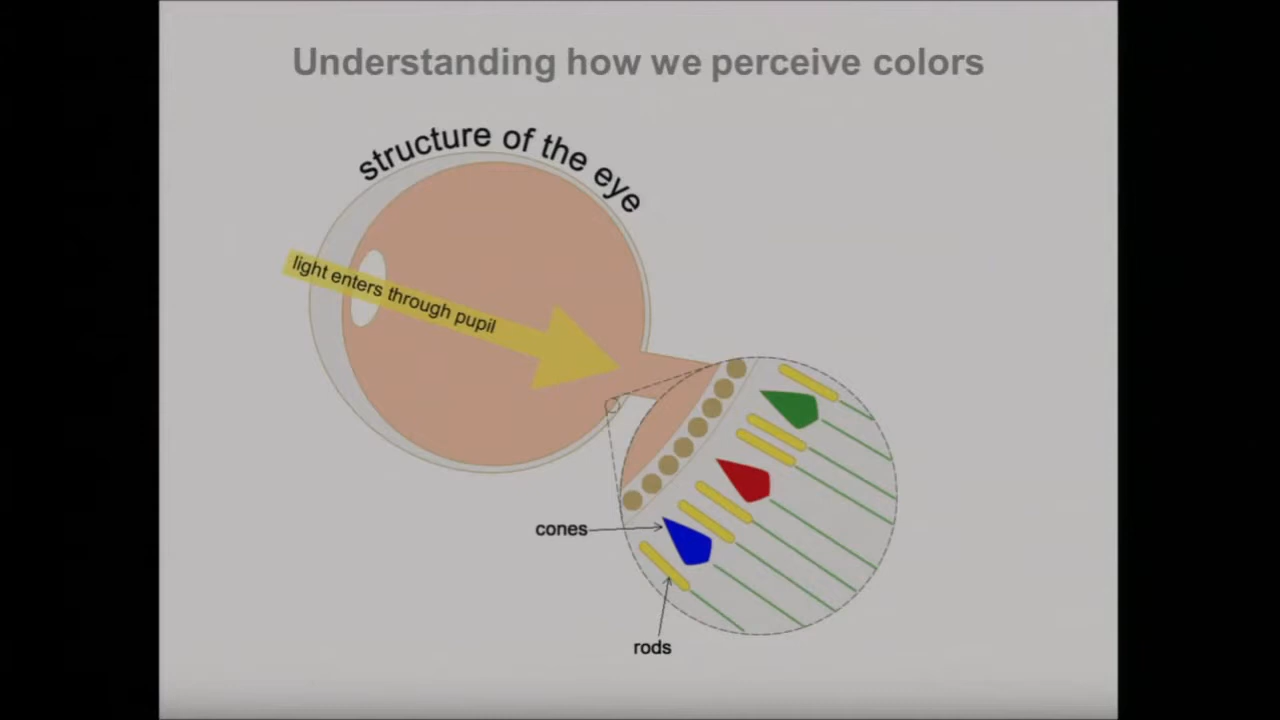 Understanding how we perceive colors
structure of the eye
light enters through pupil
cones
rods